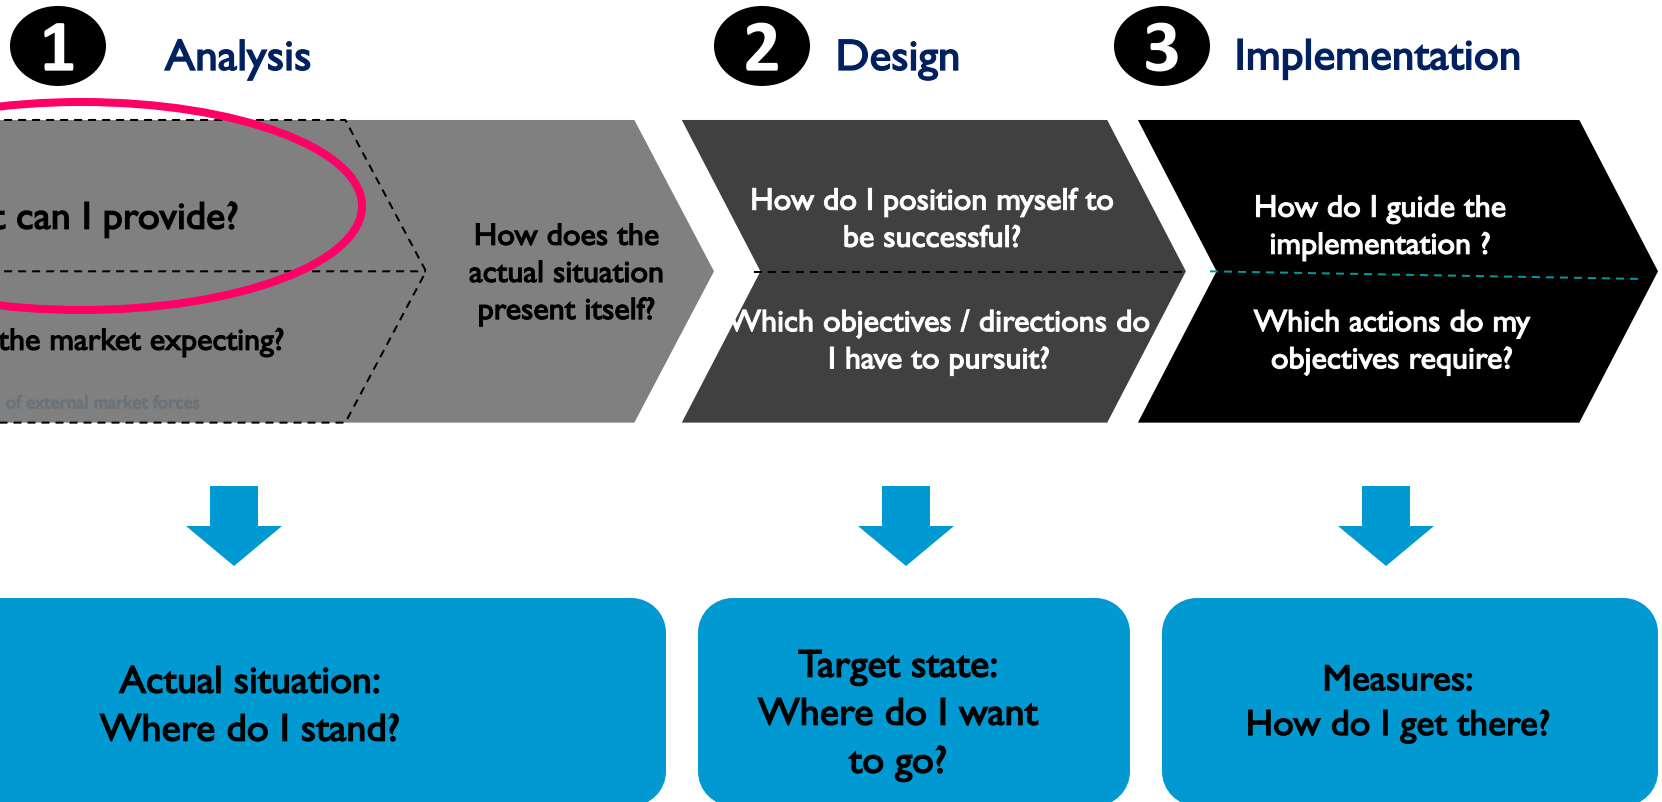 1 Analysis
2 Design
3 Implementation
can I provide?
the market expecting?
of external market forces
How does the
actual situation
present itself?
How do I position myself to
be successful?
Which objectives / directions do
I have to pursuit?
How do I guide the
implementation ?
Which actions do my
objectives require?
Actual situation:
Where do I stand?
Target state:
Where do I want
to go?
Measures:
How do I get there?